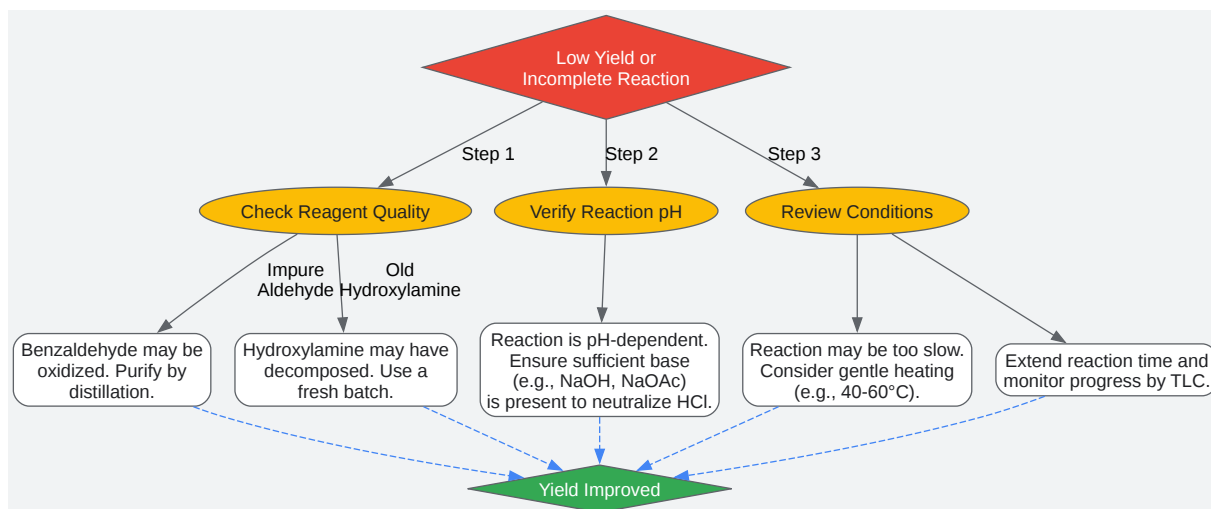 Low Yield or
Incomplete Reaction
Step 1
Step 2
Step 3
Check Reagent Quality
Verify Reaction pH
Review Conditions
Impure
Aldehyde
Old
Hydroxylamine
Benzaldehyde may be
oxidized. Purify by
distillation.
Hydroxylamine may have
decomposed. Use a
fresh batch.
Reaction is pH-dependent.
Ensure sufficient base
(e.g., NaOH, NaOAc)
is present to neutralize HCl.
Reaction may be too slow.
Consider gentle heating
(e.g., 40-60°C).
Extend reaction time and
monitor progress by TLC.
Yield Improved